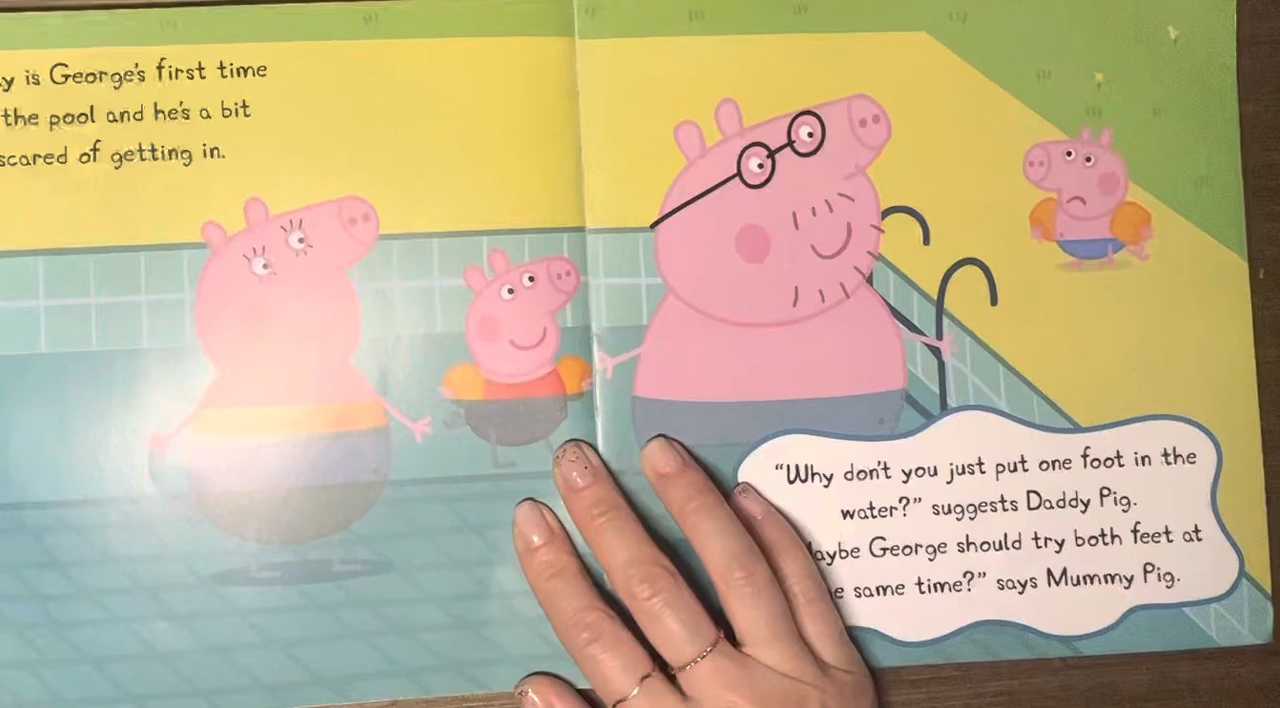 y is George's first time
the pool and he's a bit
scared of getting in.
"Why don't you just put one foot in the
water?" suggests Daddy Pig.
aybe George should try both feet at
e same time?" says Mummy Pig.